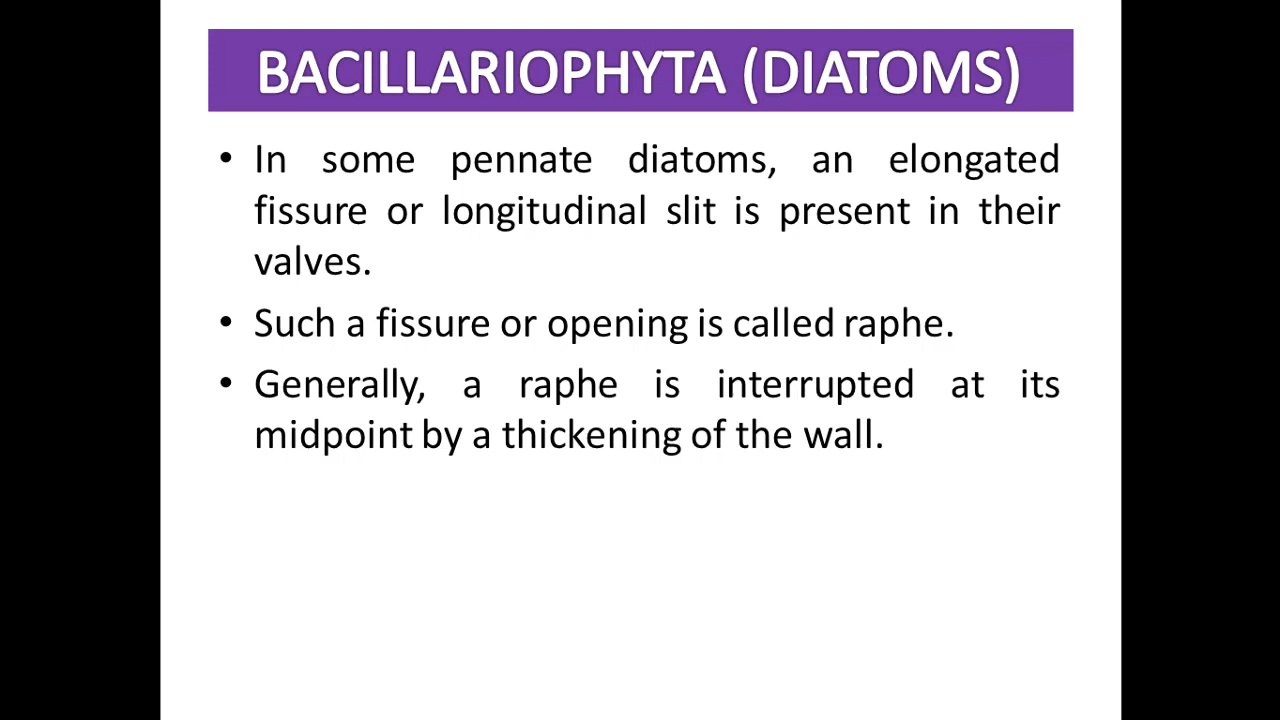 BACILLARIOPHYTA (DIATOMS)
• In some pennate diatoms, an elongated
fissure or longitudinal slit is present in their
valves.
• Such a fissure or opening is called raphe.
• Generally, a raphe is interrupted at its
midpoint by a thickening of the wall.